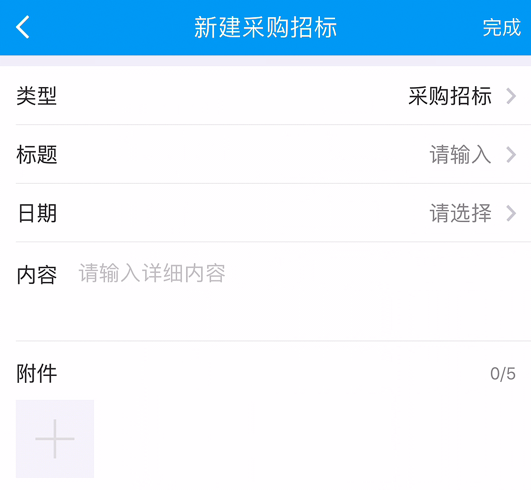 新建采购招标 完成
类型 采购招标
标题 请输入
日期 请选择
内容 请输入详细内容
附件 0/5